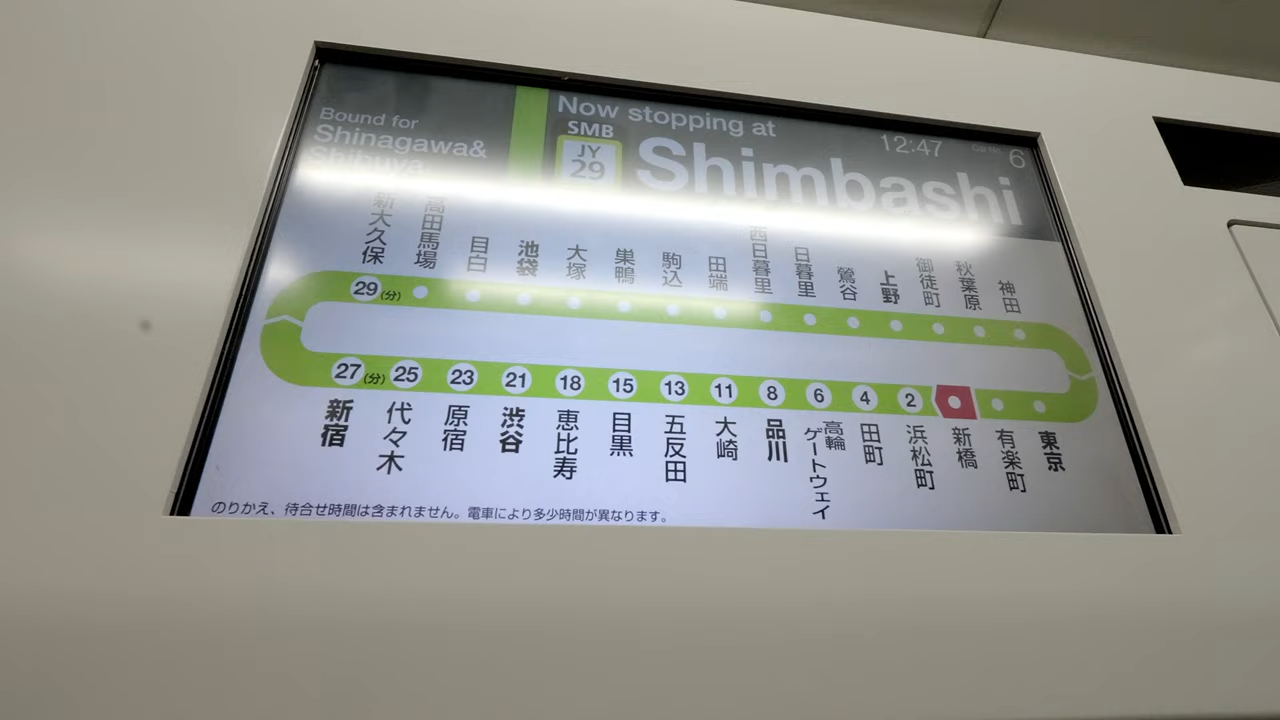 Bound for
Shinagawa&
Shibuya
Now stopping at
SMB
JY
29
Shimbashi
12:47
6
新大久保
高田馬場
目白
池袋
大塚
巣鴨
駒込
田端
西日暮里
日暮里
鶯谷
上野
御徒町
秋葉原
神田
29(分)
27(分) 25 23 21 18 15 13 11 8 6 4 2
新宿
代々木
原宿
渋谷
恵比寿
目黒
五反田
大崎
品川
高輪
ゲートウェイ
田町
浜松町
新橋
有楽町
東京
のりかえ、待合せ時間は含まれません。電車により多少時間が異なります。